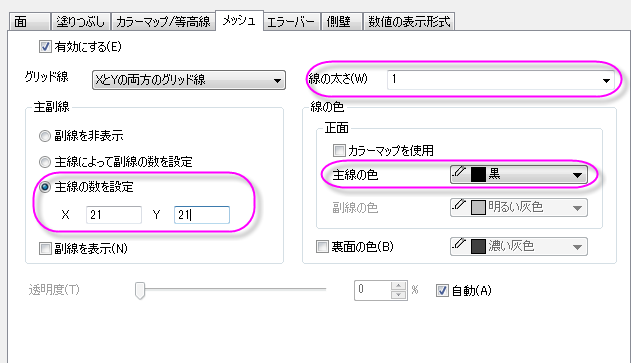 面 塗りつぶし カラーマップ/等高線 メッシュ エラーバー 側壁 数値の表示形式
有効にする(E)
グリッド線 XとYの両方のグリッド線 線の太さ(W) 1
主副線 線の色
正面
副線を非表示 カラーマップを使用
主線によって副線の数を設定 主線の色 黒
主線の数を設定
X 21 Y 21 副線の色 明るい灰色
副線を表示(N) 裏面の色(B) 濃い灰色
透明度(T) 0 % 自動(A)